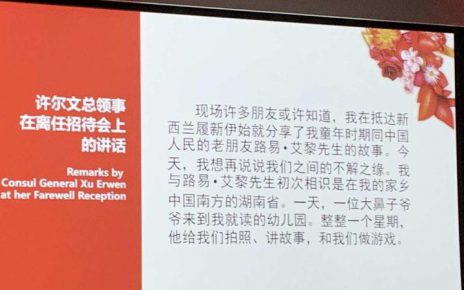 许尔文总领事
在离任招待会上
的讲话
Remarks by
Consul General Xu Erwen
at her Farewell Reception
现场许多朋友或许知道，我在抵达新
西兰履新伊始就分享了我童年时期同中国
人民的老朋友路易·艾黎先生的故事。今
天，我想再说说我们之间的不解之缘。我
与路易·艾黎先生初次相识是在我的家乡
中国南方的湖南省。一天，一位大鼻子爷
爷来到我就读的幼儿园。整整一个星期，
他给我们拍照、讲故事，和我们做游戏。